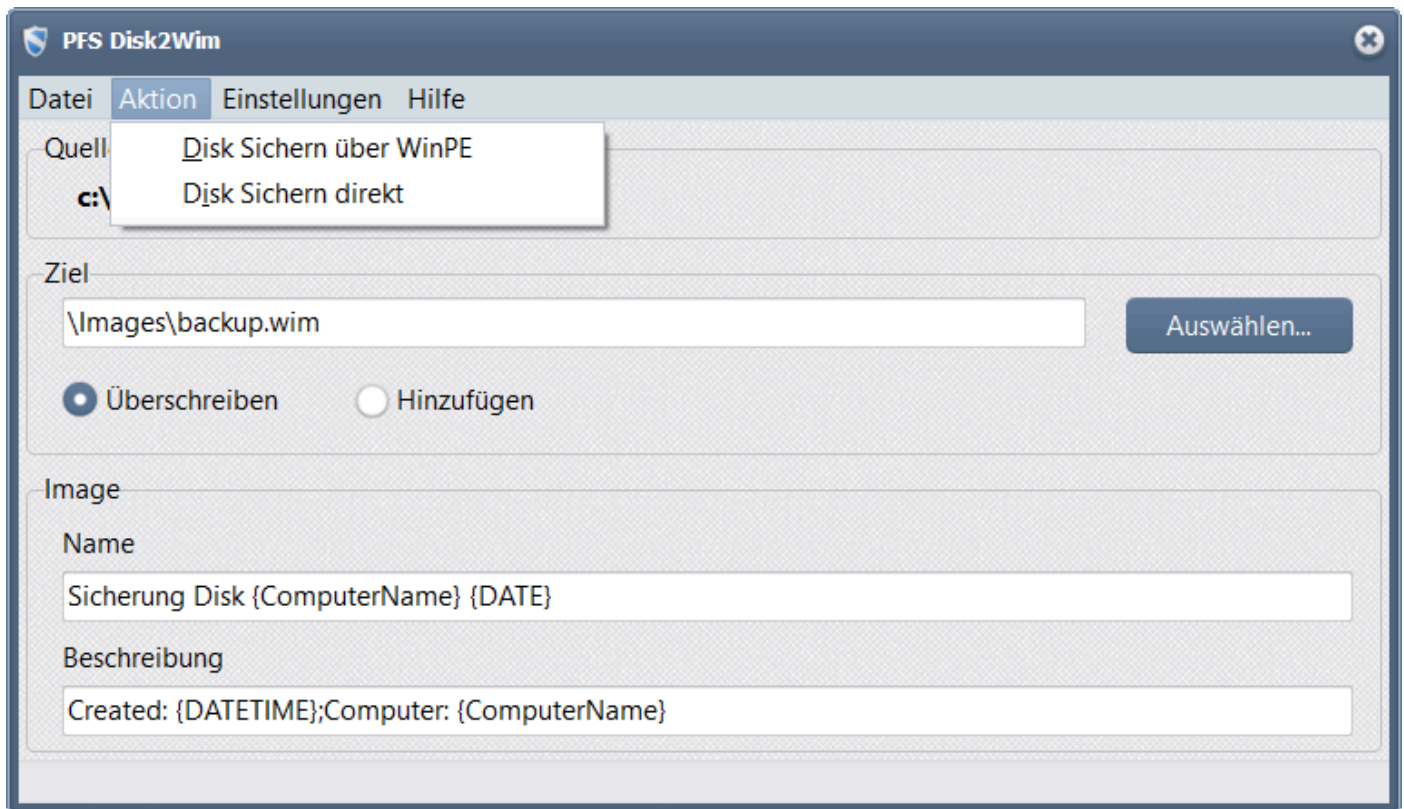 PFS Disk2Wim
Datei Aktion Einstellungen Hilfe
Disk Sichern über WinPE
Disk Sichern direkt
Quell
c:\
Ziel
\Images\backup.wim
Auswählen...
Überschreiben Hinzufügen
Image
Name
Sicherung Disk {ComputerName} {DATE}
Beschreibung
Created: {DATETIME};Computer: {ComputerName}